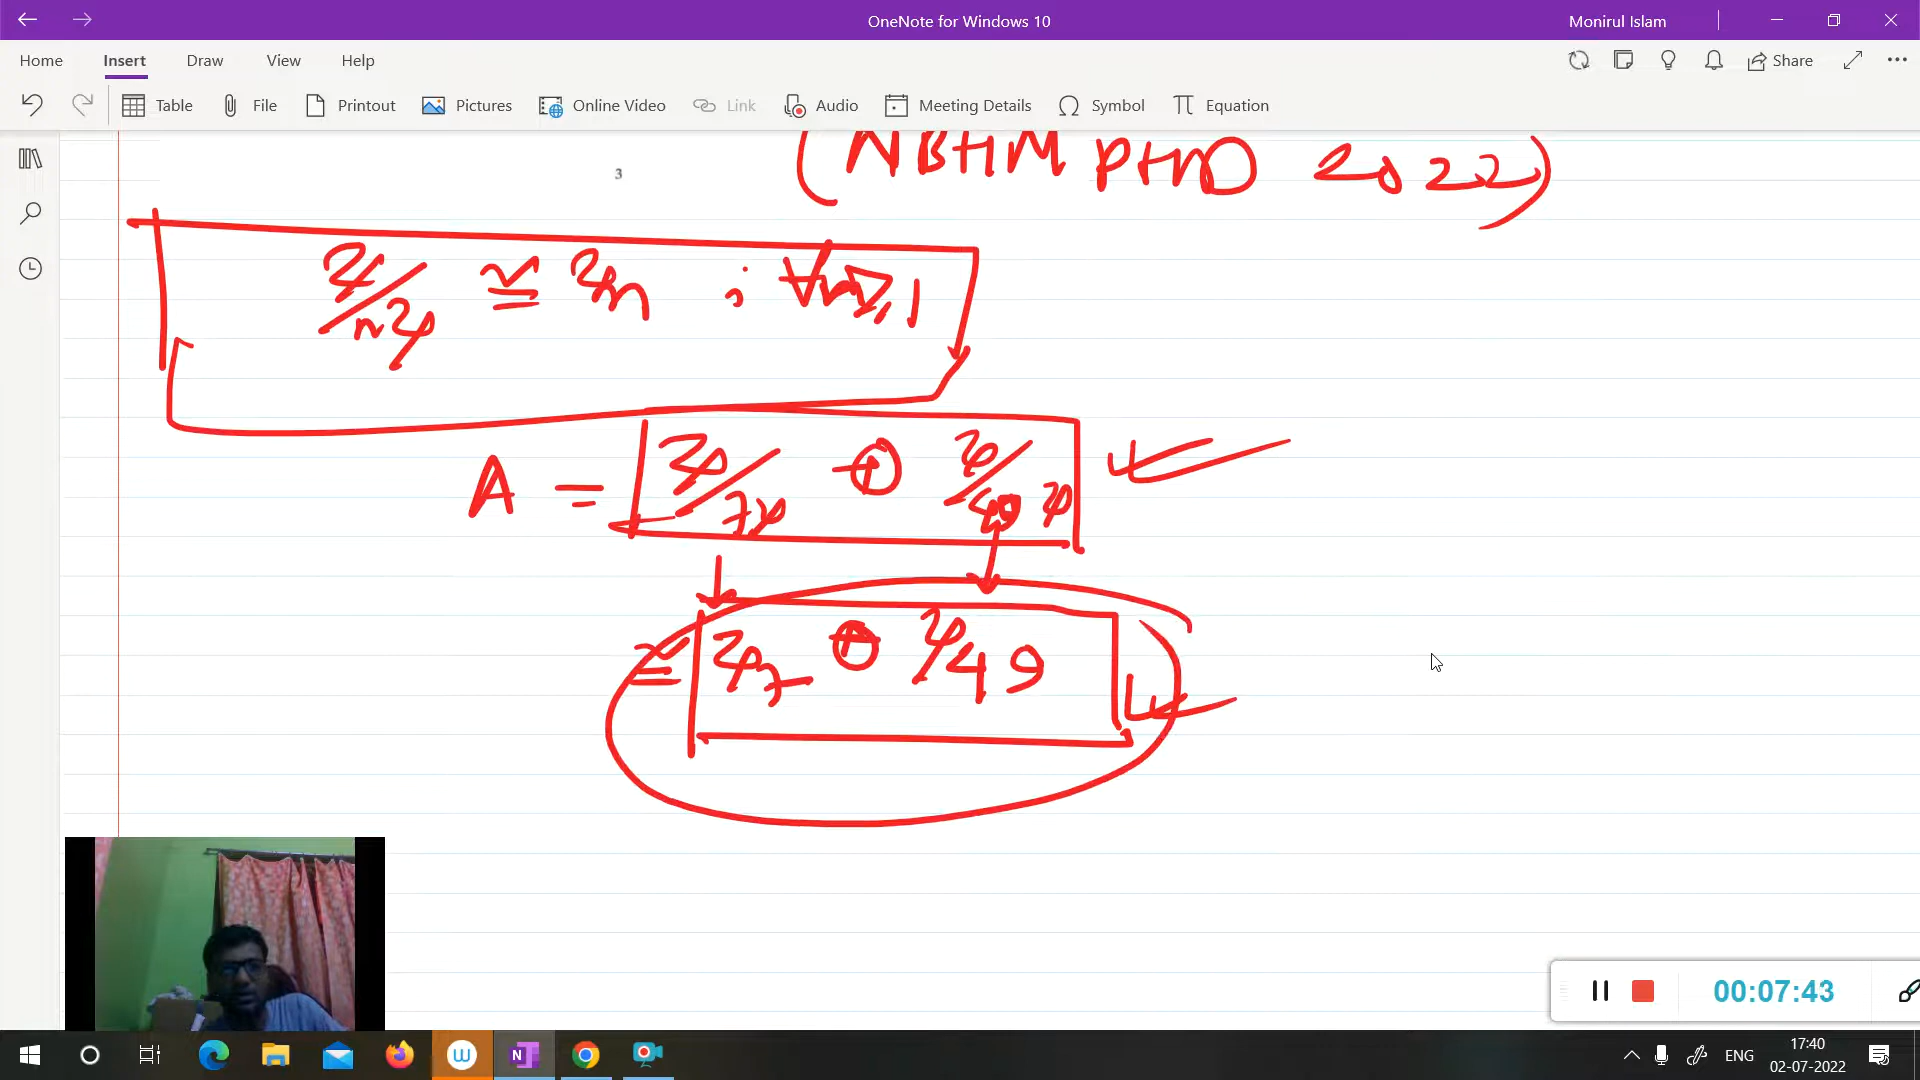 OneNote for Windows 10
Monirul Islam
Home Insert Draw View Help
Share
Table File Printout Pictures Online Video Link Audio Meeting Details Symbol Equation
(NBHM PHD 2022)
3
ℤ/nℤ ≅ ℤn ; ∀ n≥1
A = ℤ/7ℤ ⊕ ℤ/49ℤ
≅ ℤ7 ⊕ ℤ49
00:07:43
ENG
17:40
02-07-2022